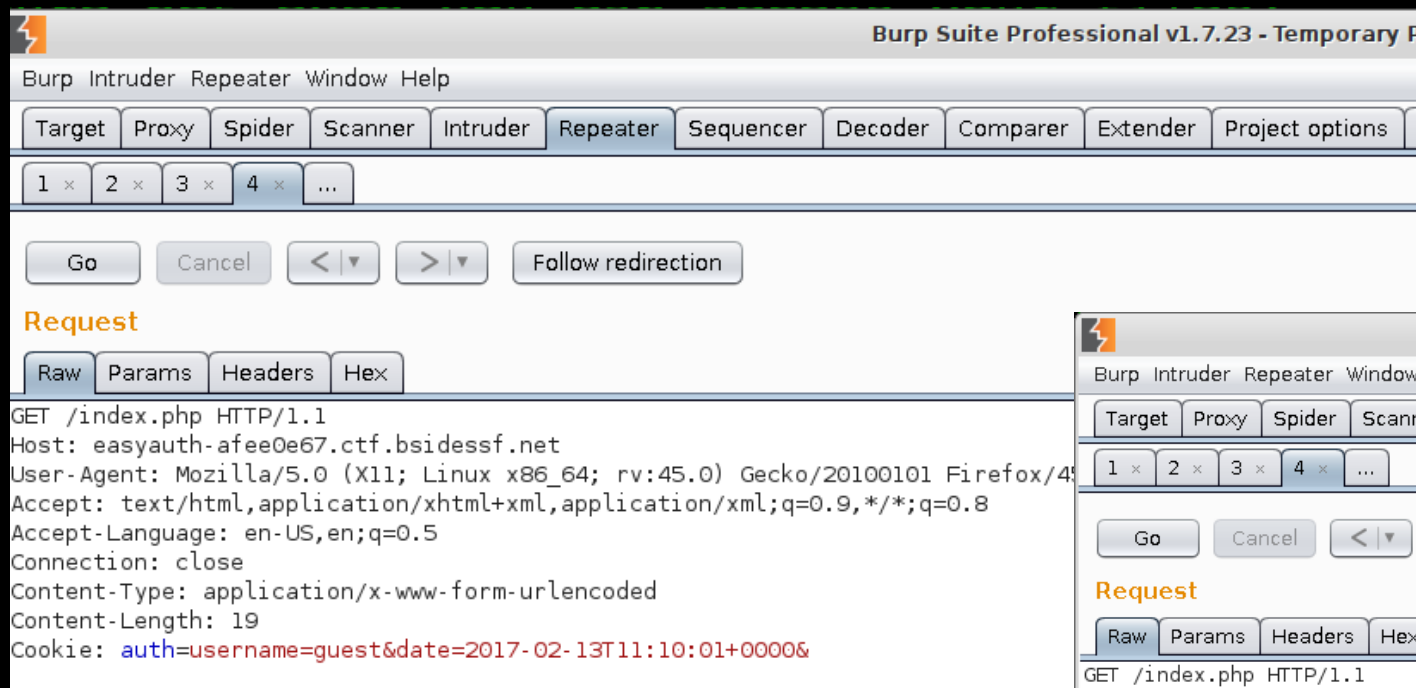 Burp Suite Professional v1.7.23 - Temporary
Burp Intruder Repeater Window Help
Target Proxy Spider Scanner Intruder Repeater Sequencer Decoder Comparer Extender Project options
1 × 2 × 3 × 4 × ...
Go Cancel < ▼ > ▼ Follow redirection
Request
Raw Params Headers Hex
GET /index.php HTTP/1.1
Host: easyauth-afee0e67.ctf.bsidessf.net
User-Agent: Mozilla/5.0 (X11; Linux x86_64; rv:45.0) Gecko/20100101 Firefox/4
Accept: text/html,application/xhtml+xml,application/xml;q=0.9,*/*;q=0.8
Accept-Language: en-US,en;q=0.5
Connection: close
Content-Type: application/x-www-form-urlencoded
Content-Length: 19
Cookie: auth=username=guest&date=2017-02-13T11:10:01+0000&
Burp Intruder Repeater Window
Target Proxy Spider Scann
1 × 2 × 3 × 4 × ...
Go Cancel < ▼
Request
Raw Params Headers Hex
GET /index.php HTTP/1.1